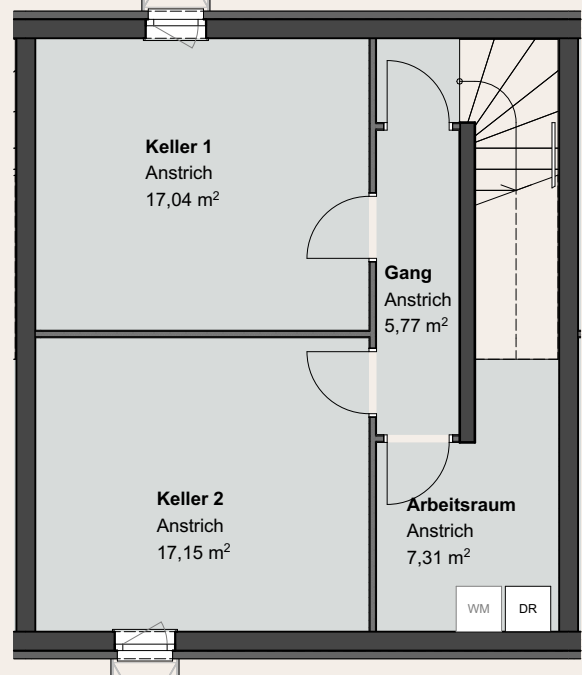 Keller 1
Anstrich
17,04 m²
Gang
Anstrich
5,77 m²
Keller 2
Anstrich
17,15 m²
Arbeitsraum
Anstrich
7,31 m²
WM DR